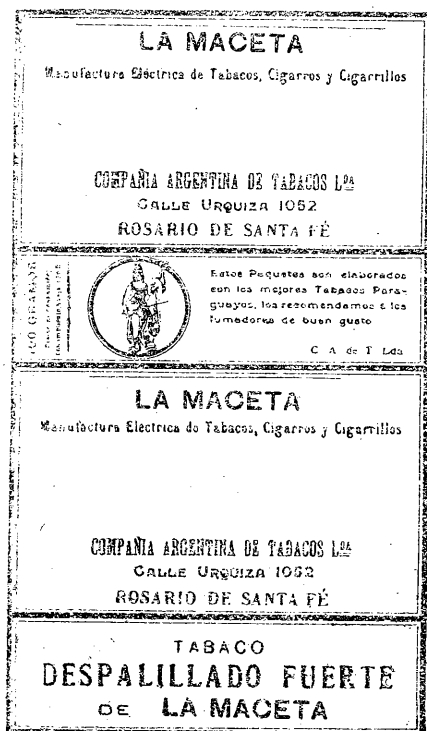 LA MACETA
Manufactura Eléctrica de Tabacos, Cigarros y Cigarrillos
COMPAÑIA ARGENTINA DE TABACOS Lᴰᴬ
CALLE URQUIZA 1052
ROSARIO DE SANTA FÉ
GRAMOS
Estos Paquetes son elaborados
con los mejores Tabacos Para-
guayos, los recomendamos a los
fumadores de buen gusto
C. A. de T. Lda
LA MACETA
Manufactura Eléctrica de Tabacos, Cigarros y Cigarrillos
COMPAÑIA ARGENTINA DE TABACOS Lᴰᴬ
CALLE URQUIZA 1052
ROSARIO DE SANTA FÉ
TABACO
DESPALILLADO FUERTE
DE LA MACETA